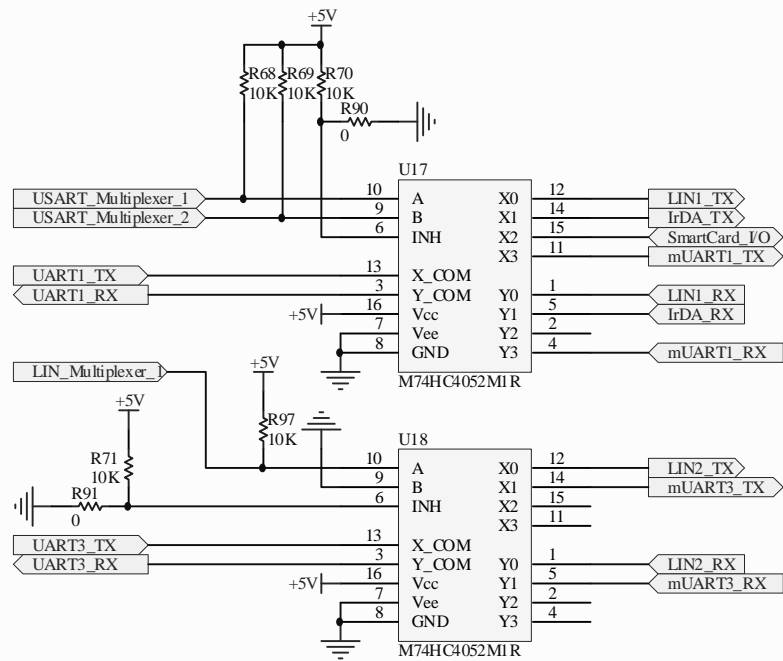 +5V
R68 R69 R70
10K 10K 10K
R90
0
U17
USART_Multiplexer_1 10 A X0 12 LIN1_TX
USART_Multiplexer_2 9 B X1 14 IrDA_TX
6 INH X2 15 SmartCard_I/O
X3 11 mUART1_TX
UART1_TX 13 X_COM
UART1_RX 3 Y_COM Y0 1 LIN1_RX
+5V 16 Vcc Y1 5 IrDA_RX
7 Vee Y2 2
8 GND Y3 4 mUART1_RX
M74HC4052M1R
LIN_Multiplexer_1
+5V
+5V
R97
10K
R71
10K
R91
0
U18
10 A X0 12 LIN2_TX
9 B X1 14 mUART3_TX
6 INH X2 15
X3 11
UART3_TX 13 X_COM
UART3_RX 3 Y_COM Y0 1 LIN2_RX
+5V 16 Vcc Y1 5 mUART3_RX
7 Vee Y2 2
8 GND Y3 4
M74HC4052M1R